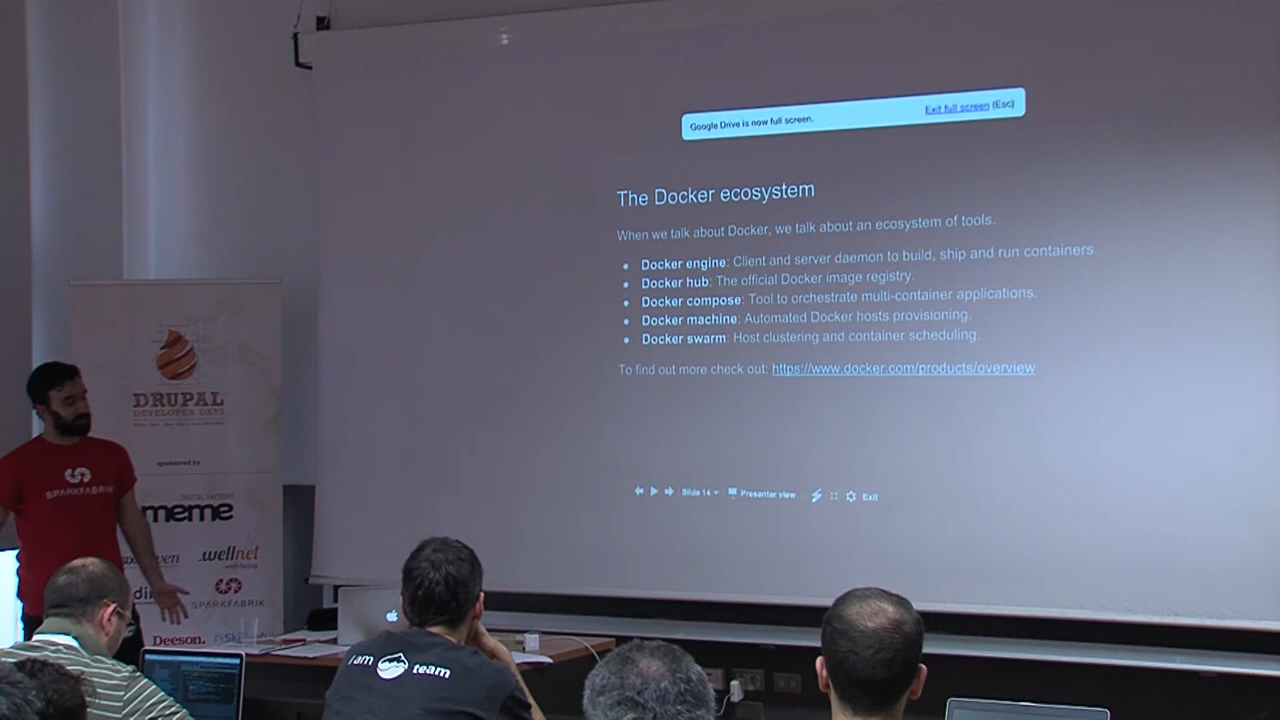 Google Drive is now full screen.
Exit full screen (Esc)
The Docker ecosystem
When we talk about Docker, we talk about an ecosystem of tools.
Docker engine: Client and server daemon to build, ship and run containers.
Docker hub: The official Docker image registry.
Docker compose: Tool to orchestrate multi-container applications.
Docker machine: Automated Docker hosts provisioning.
Docker swarm: Host clustering and container scheduling.
To find out more check out: https://www.docker.com/products/overview
Slide 14
Presenter view
Exit
DRUPAL
DEVELOPER DAYS
sponsored by
DIGITAL FACTORY
meme
.wellnet
SPARKFABRIK
Deeson.
SPARKFABRIK
I am team